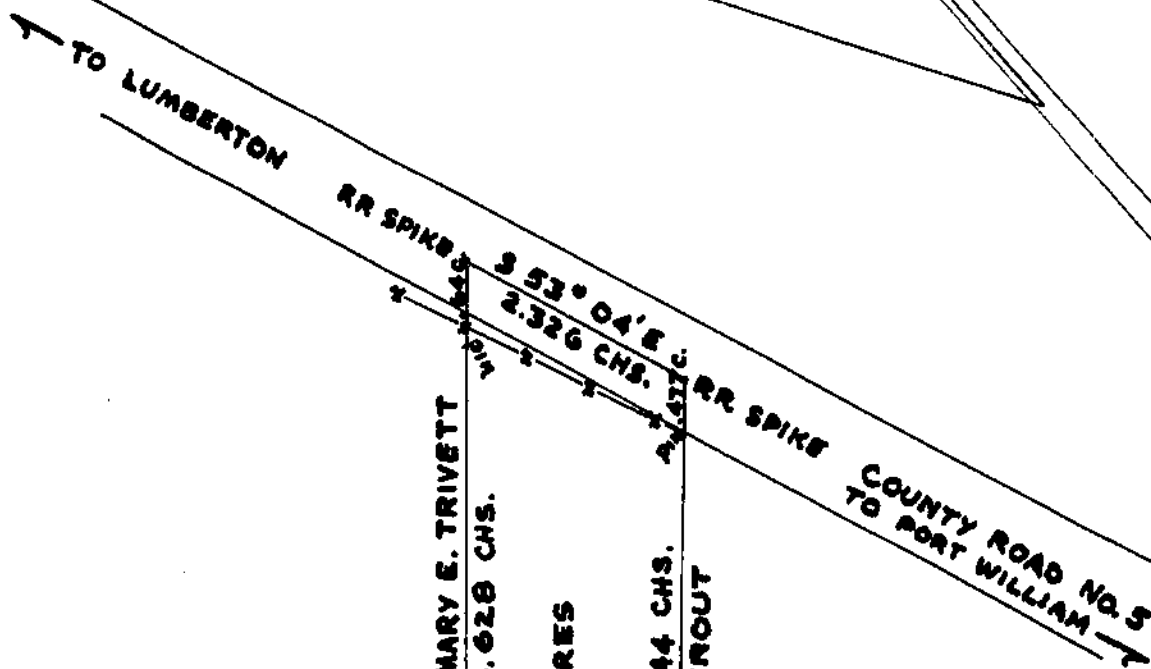 TO LUMBERTON
RR SPIKE
S 53° 04' E
2.326 CHS.
.477 C.
RR SPIKE
COUNTY ROAD NO. 5
TO PORT WILLIAM
MARY E. TRIVETT
.628 CHS.
RES
44 CHS.
ROUT